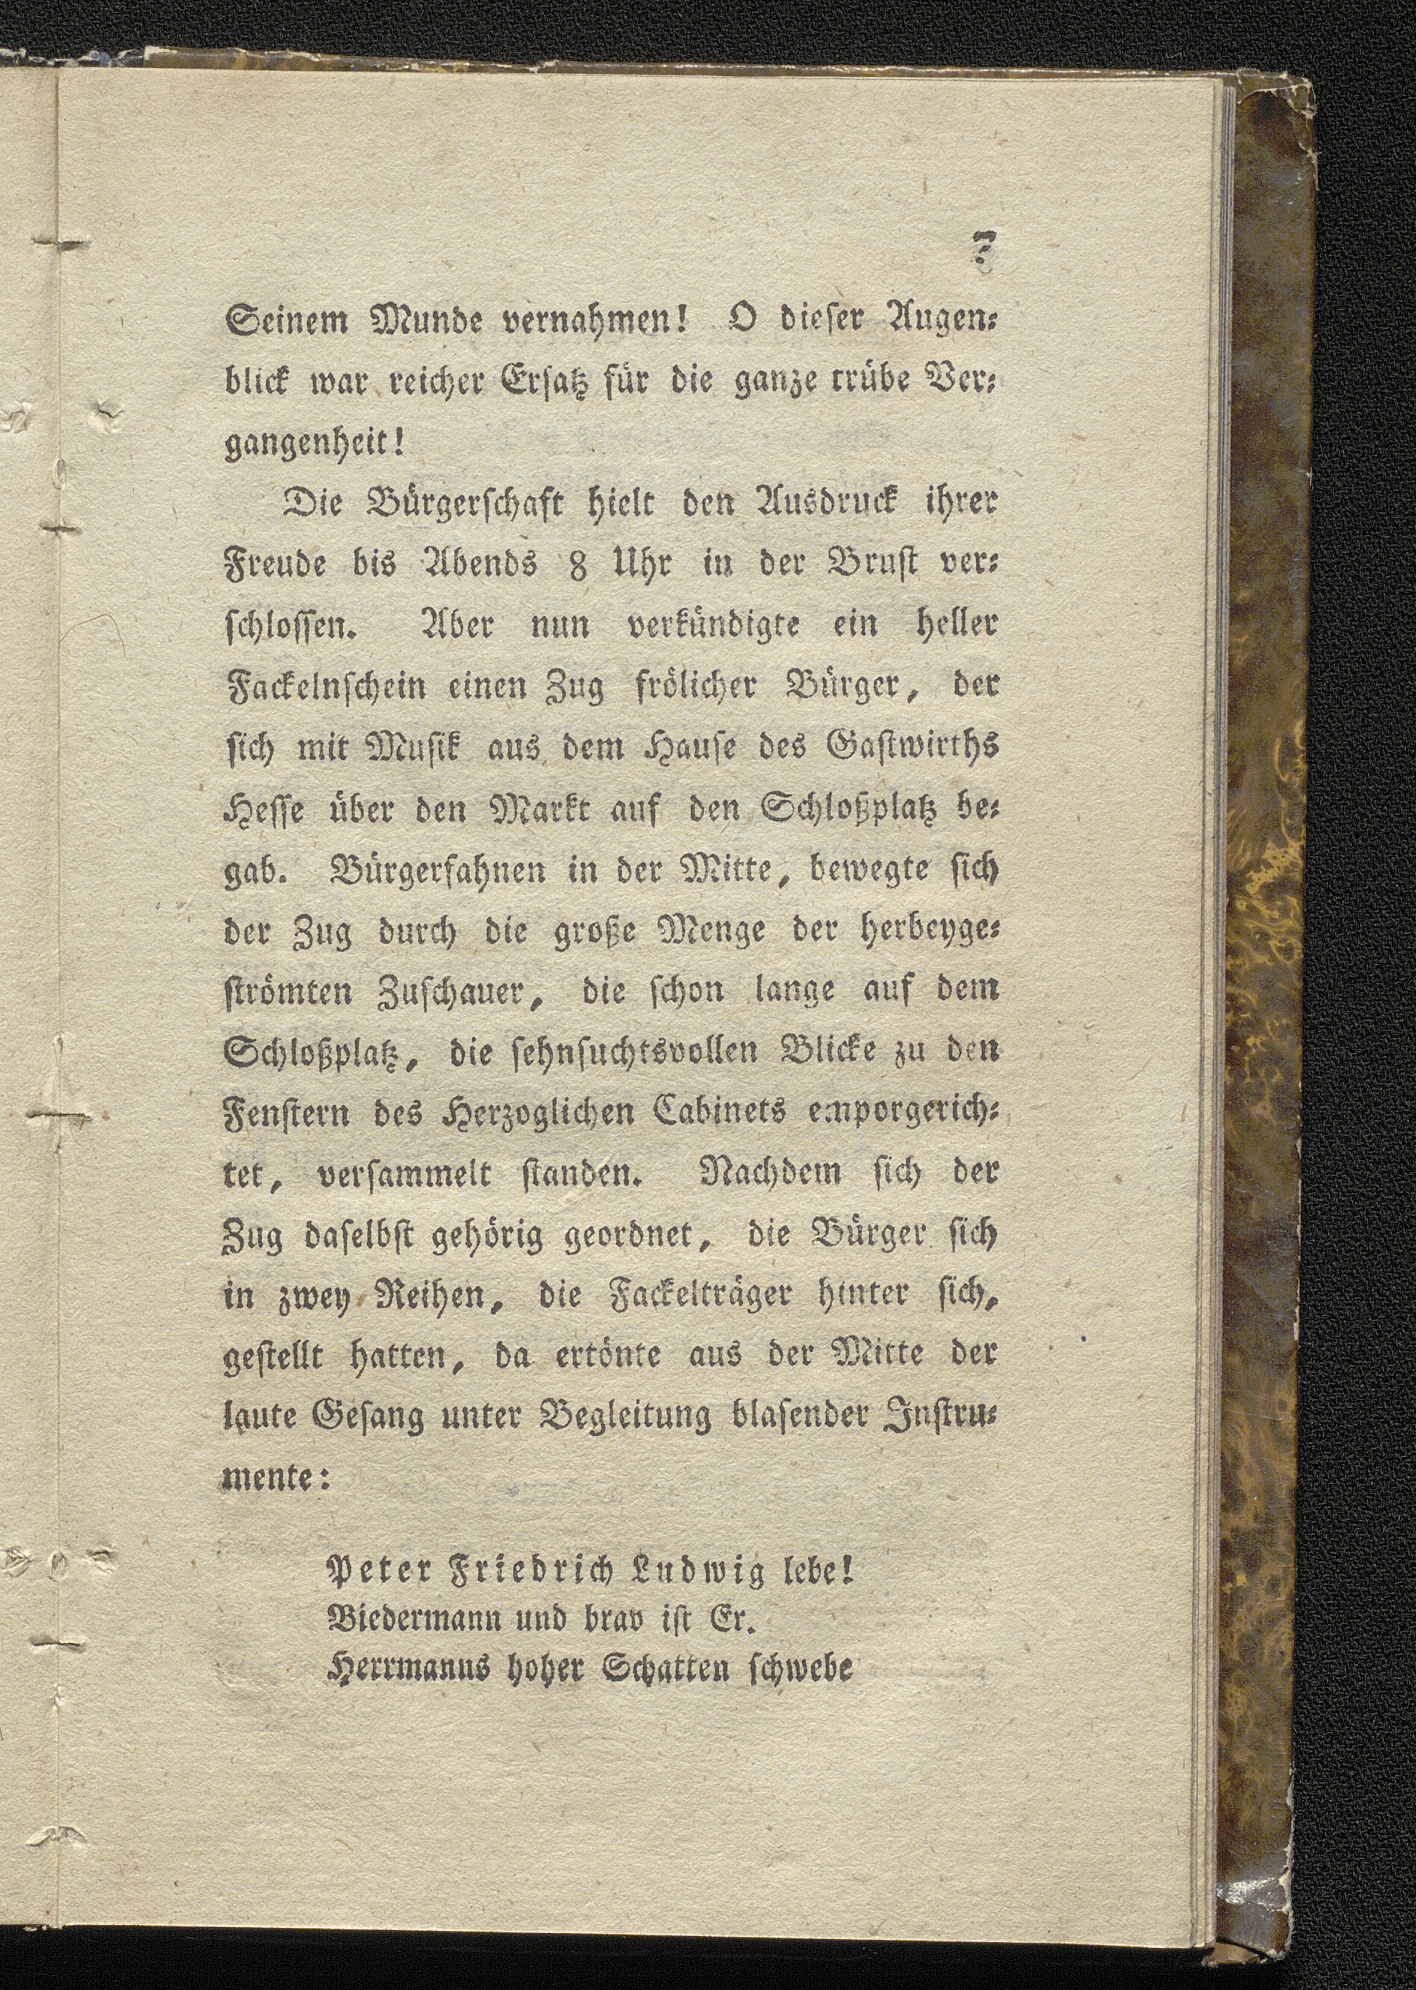 7
Seinem Munde vernahmen! O dieſer Augen⸗
blick war reicher Erſatz für die ganze trübe Ver⸗
gangenheit!
Die Bürgerſchaft hielt den Ausdruck ihrer
Freude bis Abends 8 Uhr in der Bruſt ver⸗
ſchloſſen. Aber nun verkündigte ein heller
Fackelnſchein einen Zug frölicher Bürger, der
ſich mit Muſik aus dem Hauſe des Gaſtwirths
Heſſe über den Markt auf den Schloßplatz be⸗
gab. Bürgerfahnen in der Mitte, bewegte ſich
der Zug durch die große Menge der herbeyge⸗
ſtrömten Zuſchauer, die ſchon lange auf dem
Schloßplatz, die ſehnſuchtsvollen Blicke zu den
Fenſtern des Herzoglichen Cabinets emporgerich⸗
tet, verſammelt ſtanden. Nachdem ſich der
Zug daſelbſt gehörig geordnet, die Bürger ſich
in zwey Reihen, die Fackelträger hinter ſich,
geſtellt hatten, da ertönte aus der Mitte der
laute Geſang unter Begleitung blaſender Inſtru⸗
mente:
Peter Friedrich Ludwig lebe!
Biedermann und brav iſt Er.
Herrmanns hoher Schatten ſchwebe